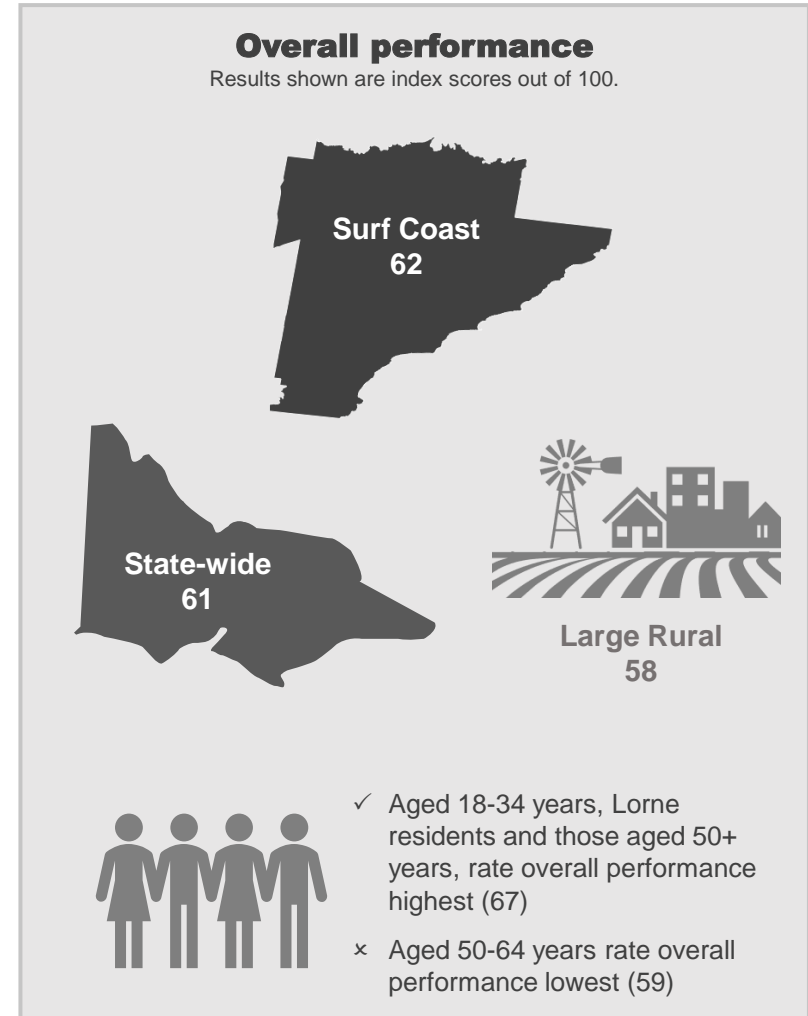 Overall performance
Results shown are index scores out of 100.
Surf Coast
62
State-wide
61
Large Rural
58
✓ Aged 18-34 years, Lorne
residents and those aged 50+
years, rate overall performance
highest (67)
× Aged 50-64 years rate overall
performance lowest (59)